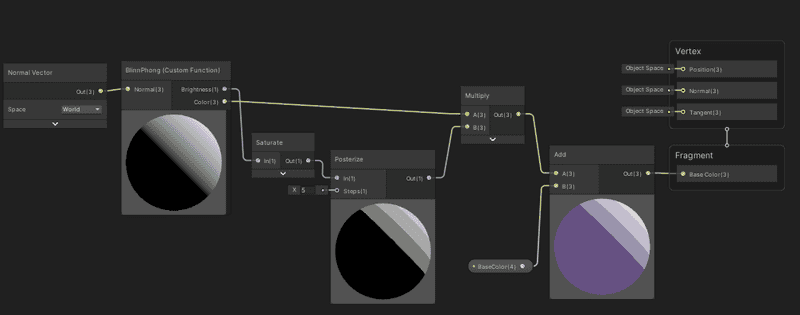 Normal Vector
Out(3)
Space
World
BlinnPhong (Custom Function)
Normal(3)
Brightness(1)
Color(3)
Saturate
In(1)
Out(1)
Posterize
In(1)
Out(1)
X 5
Steps(1)
Multiply
A(3)
Out(3)
B(3)
BaseColor(4)
Add
A(3)
Out(3)
B(3)
Vertex
Object Space
Position(3)
Object Space
Normal(3)
Object Space
Tangent(3)
Fragment
Base Color(3)